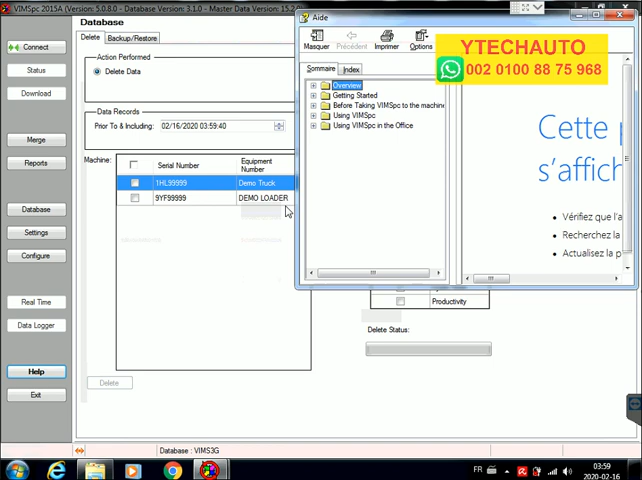 VIMSpc 2015A (Version: 5.0.8.0 - Database Version: 3.1.0 - Master Data Version: 15.2
Connect
Status
Download
Merge
Reports
Database
Settings
Configure
Real Time
Data Logger
Help
Exit
Database
Delete
Backup/Restore
Action Performed
Delete Data
Data Records
Prior To & Including:
02/16/2020 03:59:40
Machine:
Serial Number
Equipment
Number
1HL99999
Demo Truck
9YF99999
DEMO LOADER
Productivity
Delete Status:
Delete
Database : VIMS3G
Aide
Masquer
Précédent
Imprimer
Options
Sommaire
Index
Overview
Getting Started
Before Taking VIMSpc to the machine
Using VIMSpc
Using VIMSpc in the Office
Cette p
s'affich
Vérifiez que l'a
Recherchez la
Actualisez la p
YTECHAUTO
002 0100 88 75 968
FR
03:59
2020-02-16